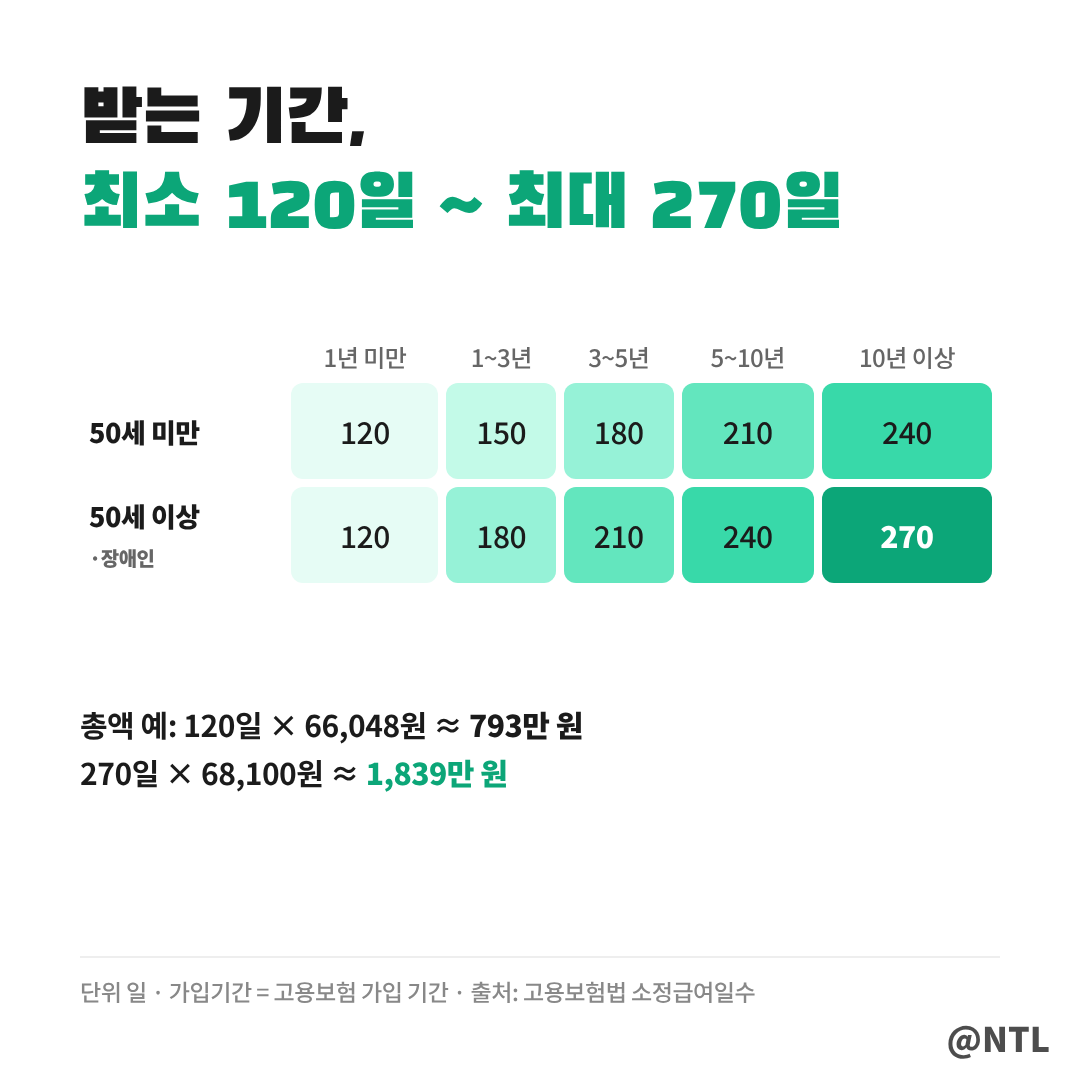 받는 기간,
최소 120일 ~ 최대 270일
1년 미만 1~3년 3~5년 5~10년 10년 이상
50세 미만 120 150 180 210 240
50세 이상 120 180 210 240 270
·장애인
총액 예: 120일 × 66,048원 ≈ 793만 원
270일 × 68,100원 ≈ 1,839만 원
단위 일 · 가입기간 = 고용보험 가입 기간 · 출처: 고용보험법 소정급여일수
@NTL